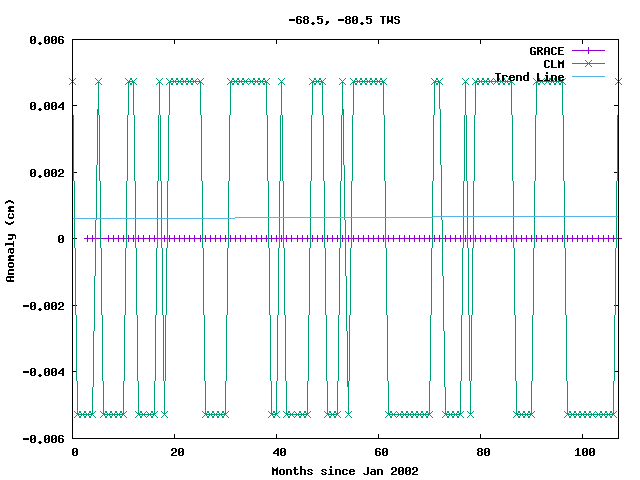 -68.5, -80.5 TWS
0.006
GRACE
CLM
Trend Line
0.004
0.002
0
-0.002
-0.004
-0.006
Anomaly (cm)
0 20 40 60 80 100
Months since Jan 2002